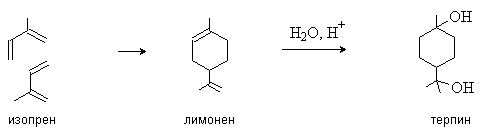 OH
H2O, H+
OH
изопрен
лимонен
терпин